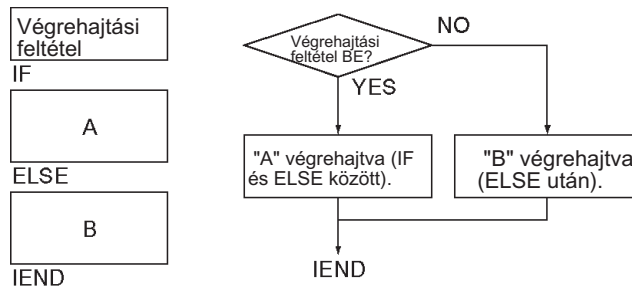 Végrehajtási
feltétel
IF
A
ELSE
B
IEND
Végrehajtási
feltétel BE?
NO
YES
"A" végrehajtva (IF
és ELSE között).
"B" végrehajtva
(ELSE után).
IEND